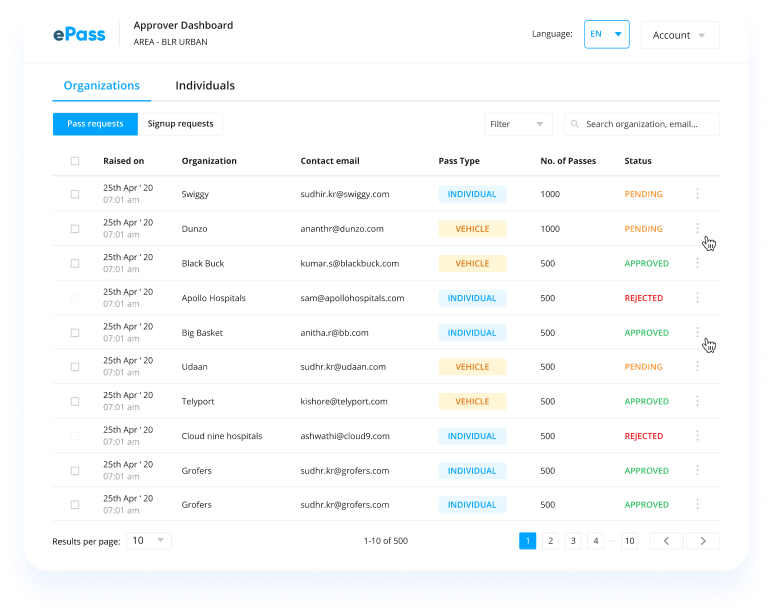 ePass
Approver Dashboard
AREA - BLR URBAN
Language:
EN
Account
Organizations
Individuals
Pass requests
Signup requests
Filter
Search organization, email...
Raised on Organization Contact email Pass Type No. of Passes Status
25th Apr ' 20
07:01 am
Swiggy sudhir.kr@swiggy.com INDIVIDUAL 1000 PENDING
25th Apr ' 20
07:01 am
Dunzo ananthr@dunzo.com VEHICLE 1000 PENDING
25th Apr ' 20
07:01 am
Black Buck kumar.s@blackbuck.com VEHICLE 500 APPROVED
25th Apr ' 20
07:01 am
Apollo Hospitals sam@apollohospitals.com INDIVIDUAL 500 REJECTED
25th Apr ' 20
07:01 am
Big Basket anitha.r@bb.com INDIVIDUAL 500 APPROVED
25th Apr ' 20
07:01 am
Udaan sudhr.kr@udaan.com VEHICLE 500 PENDING
25th Apr ' 20
07:01 am
Telyport kishore@telyport.com VEHICLE 500 APPROVED
25th Apr ' 20
07:01 am
Cloud nine hospitals ashwathi@cloud9.com INDIVIDUAL 500 REJECTED
25th Apr ' 20
07:01 am
Grofers sudhr.kr@grofers.com INDIVIDUAL 500 APPROVED
25th Apr ' 20
07:01 am
Grofers sudhr.kr@grofers.com INDIVIDUAL 500 APPROVED
Results per page: 10
1-10 of 500
1 2 3 4 ... 10